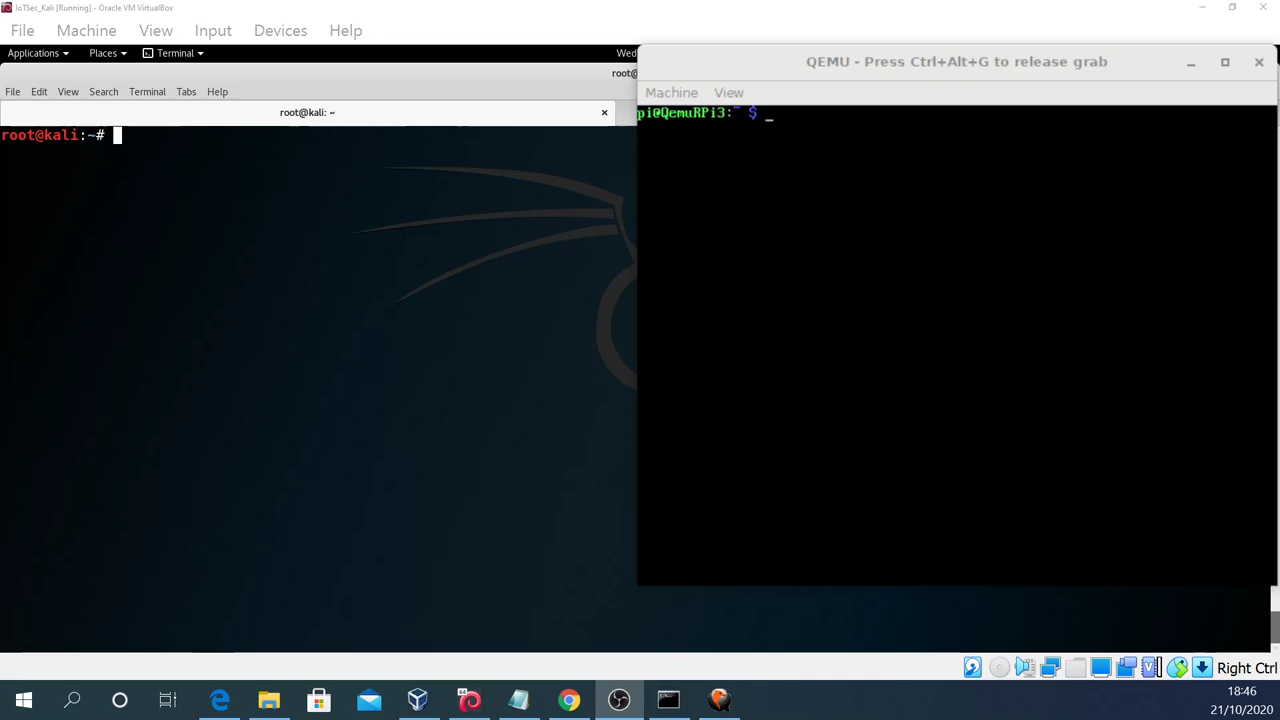 IoTSec_Kali [Running] - Oracle VM VirtualBox
File Machine View Input Devices Help
Applications Places Terminal Wed
root@
QEMU - Press Ctrl+Alt+G to release grab
File Edit View Search Terminal Tabs Help
Machine View
root@kali: ~
pi@QemuRPi3:~ $ _
root@kali:~#
Right Ctrl
18:46
21/10/2020